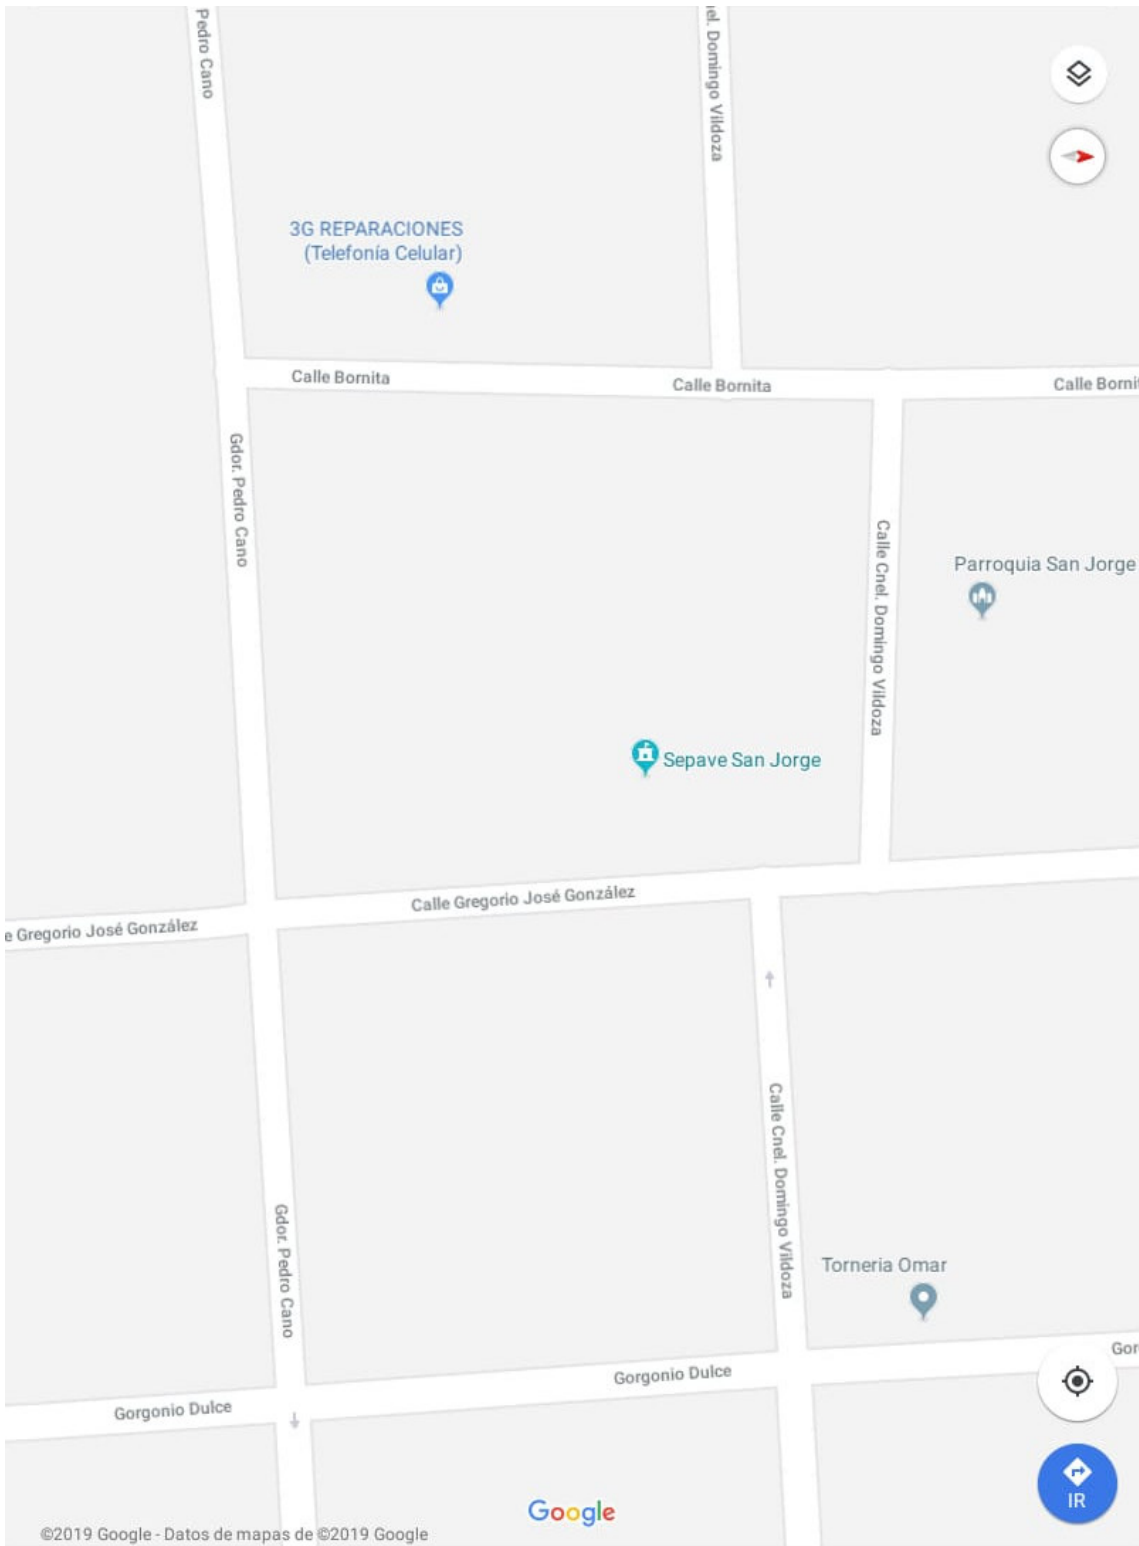 Pedro Cano
nel. Domingo Vildoza
3G REPARACIONES
(Telefonía Celular)
Calle Bornita
Calle Bornita
Calle Bornit
Gdor. Pedro Cano
Calle Cnel. Domingo Vildoza
Parroquia San Jorge
Sepave San Jorge
Calle Gregorio José González
e Gregorio José González
Calle Cnel. Domingo Vildoza
Gdor. Pedro Cano
Torneria Omar
Gor
Gorgonio Dulce
Gorgonio Dulce
IR
Google
©2019 Google - Datos de mapas de ©2019 Google